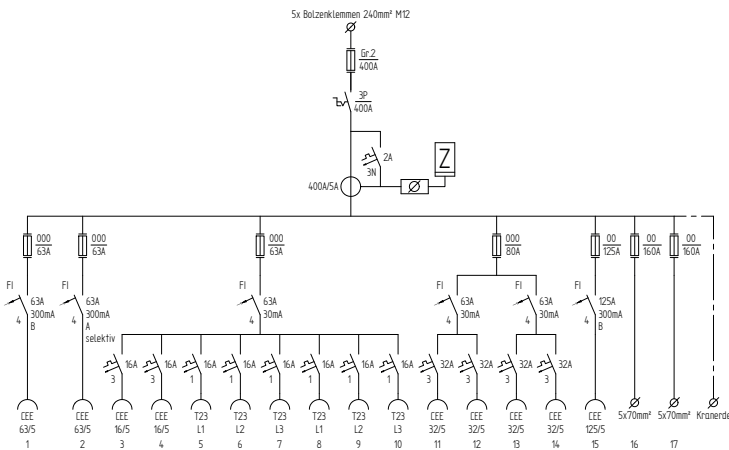 5x Bolzenklemmen 240mm² M12
Gr.2
400A
3P
400A
2A
3N
Z
400A/5A
000
63A
000
63A
000
63A
000
80A
00
125A
00
160A
00
160A
FI
63A
300mA
4
B
FI
63A
300mA
4
A
selektiv
FI
63A
30mA
4
FI
63A
30mA
4
FI
63A
30mA
4
FI
125A
300mA
4
B
16A
3
16A
3
16A
1
16A
1
16A
1
16A
1
16A
1
16A
1
32A
3
32A
3
32A
3
32A
3
CEE CEE CEE CEE T23 T23 T23 T23 T23 T23 CEE CEE CEE CEE CEE
63/5 63/5 16/5 16/5 L1 L2 L3 L1 L2 L3 32/5 32/5 32/5 32/5 125/5 5x70mm² 5x70mm² Kranerde
1 2 3 4 5 6 7 8 9 10 11 12 13 14 15 16 17